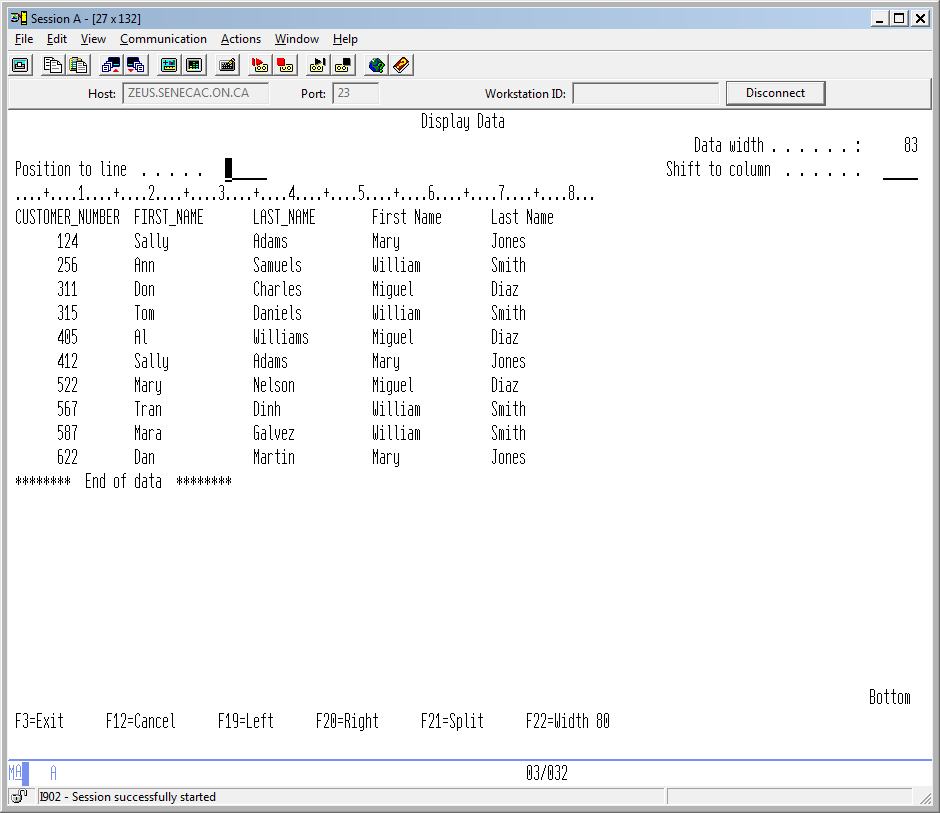 Session A - [27 x 132]
File Edit View Communication Actions Window Help
Host: ZEUS.SENECAC.ON.CA Port: 23 Workstation ID: Disconnect
Display Data
Data width . . . . . . : 83
Position to line . . . . . Shift to column . . . . . .
....+....1....+....2....+....3....+....4....+....5....+....6....+....7....+....8...
CUSTOMER_NUMBER FIRST_NAME LAST_NAME First Name Last Name
124 Sally Adams Mary Jones
256 Ann Samuels William Smith
311 Don Charles Miguel Diaz
315 Tom Daniels William Smith
405 Al Williams Miguel Diaz
412 Sally Adams Mary Jones
522 Mary Nelson Miguel Diaz
567 Tran Dinh William Smith
587 Mara Galvez William Smith
622 Dan Martin Mary Jones
******** End of data ********
Bottom
F3=Exit F12=Cancel F19=Left F20=Right F21=Split F22=Width 80
MA A 03/032
I902 - Session successfully started